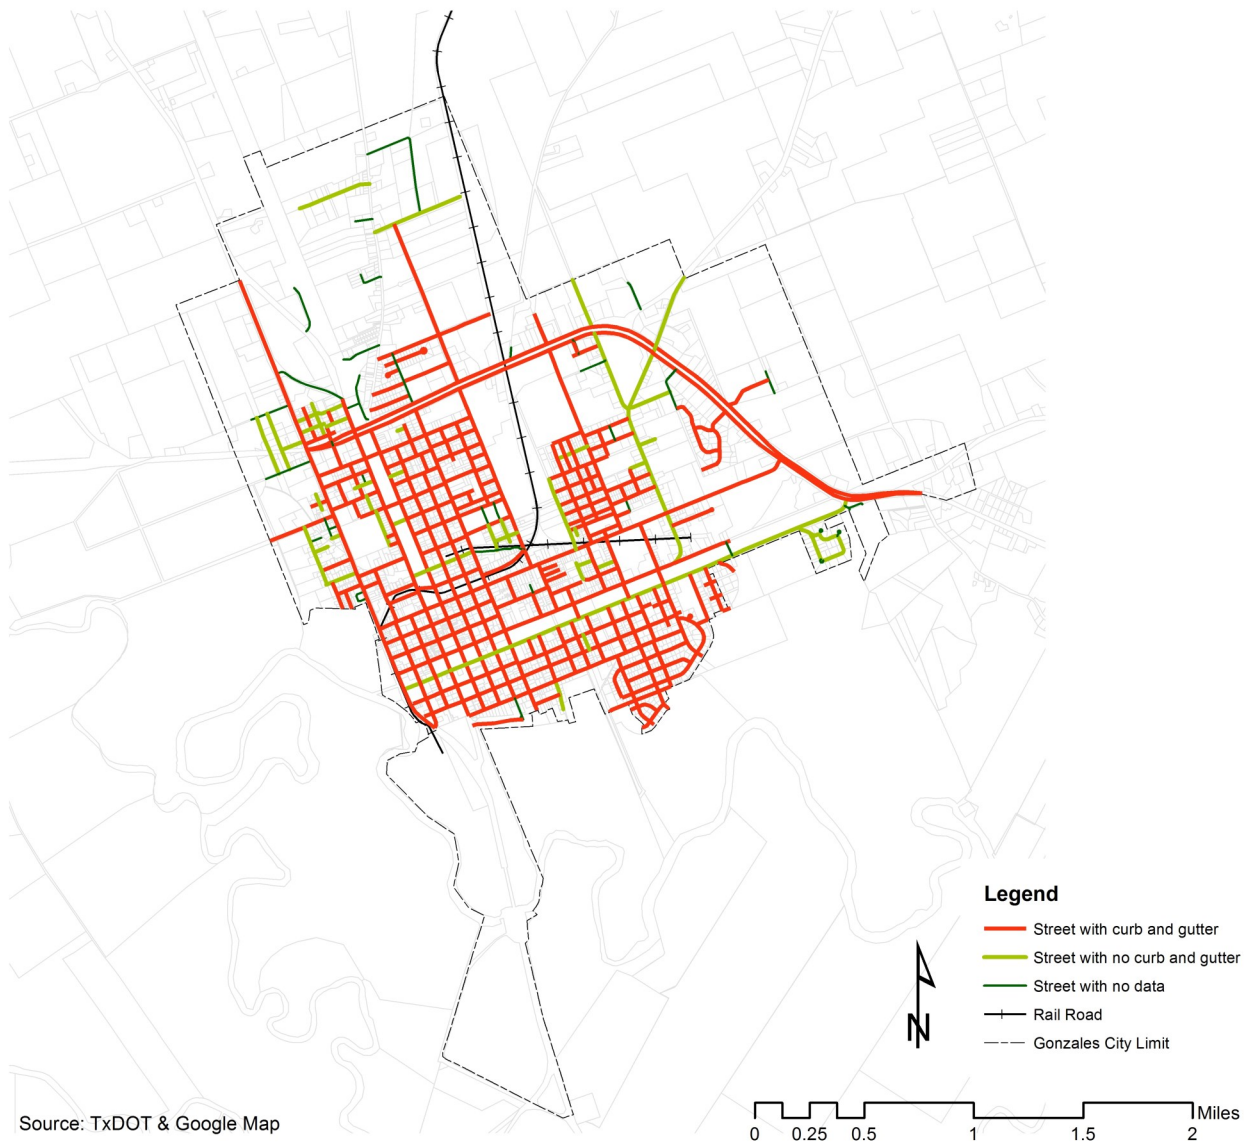 Legend
Street with curb and gutter
Street with no curb and gutter
Street with no data
Rail Road
Gonzales City Limit
N
Source: TxDOT & Google Map
Miles
0 0.25 0.5 1 1.5 2